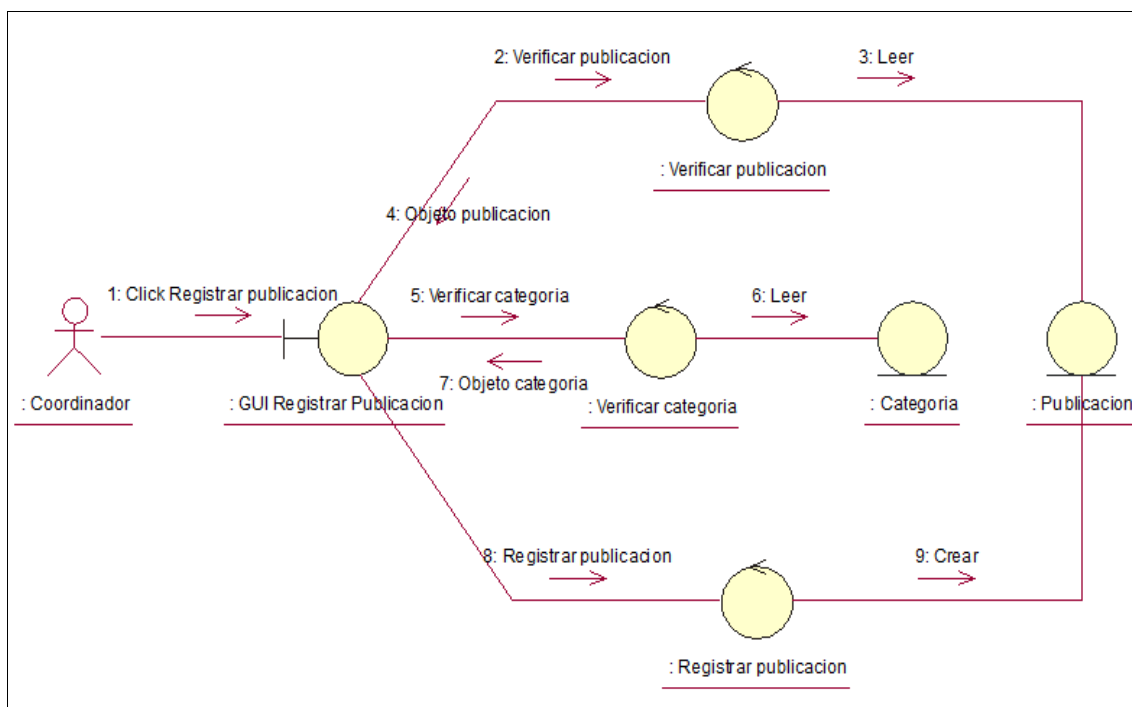 2: Verificar publicacion
3: Leer
: Verificar publicacion
4: Objeto publicacion
1: Click Registrar publicacion
5: Verificar categoria
6: Leer
7: Objeto categoria
: Coordinador
: GUI Registrar Publicacion
: Verificar categoria
: Categoria
: Publicacion
8: Registrar publicacion
9: Crear
: Registrar publicacion